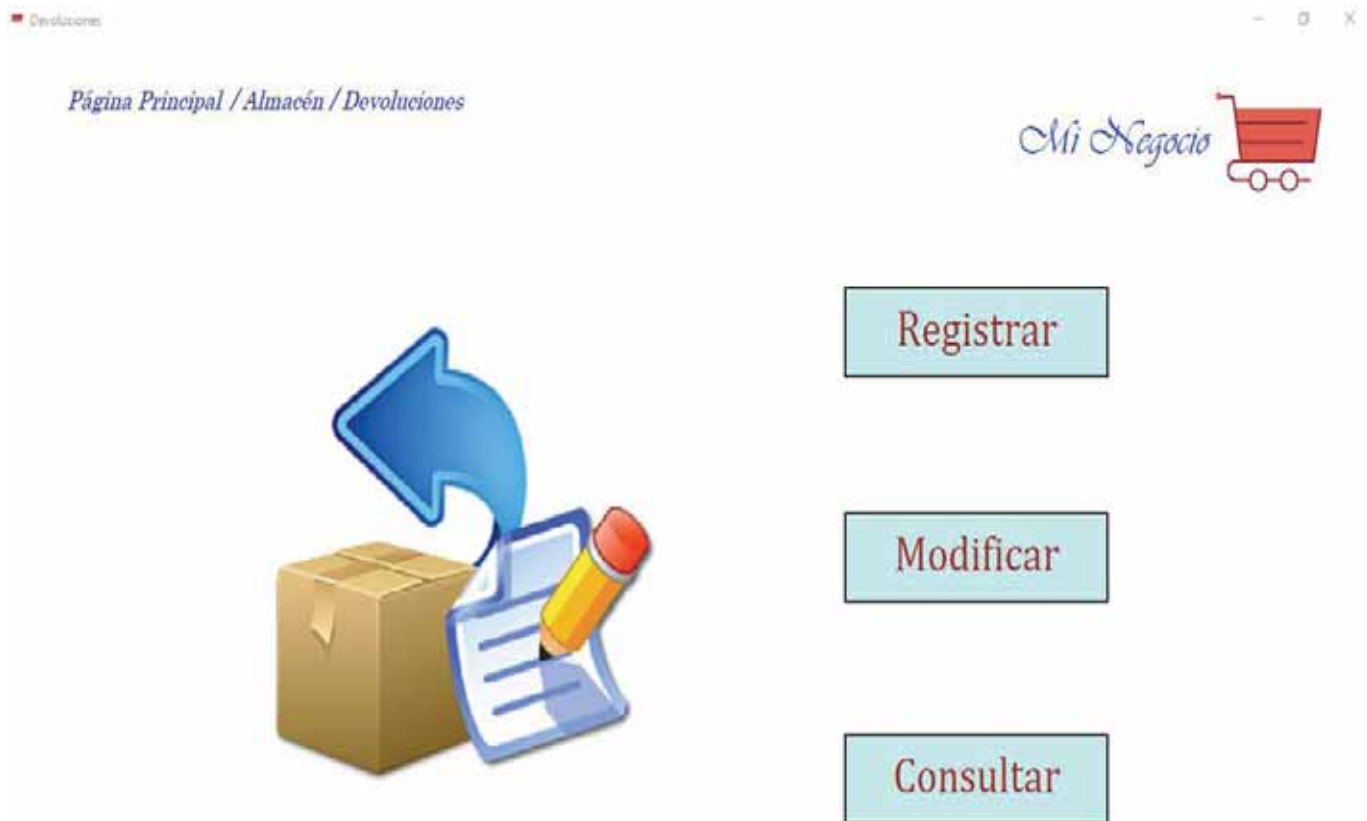 Devoluciones
Página Principal / Almacén / Devoluciones
Mi Negocio
Registrar
Modificar
Consultar